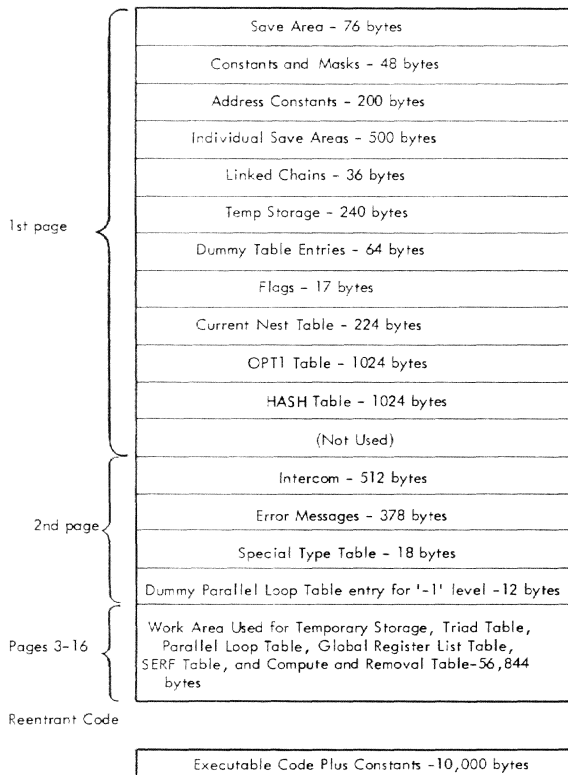 Save Area - 76 bytes
Constants and Masks - 48 bytes
Address Constants - 200 bytes
Individual Save Areas - 500 bytes
Linked Chains - 36 bytes
Temp Storage - 240 bytes
1st page
Dummy Table Entries - 64 bytes
Flags - 17 bytes
Current Nest Table - 224 bytes
OPT1 Table - 1024 bytes
HASH Table - 1024 bytes
(Not Used)
Intercom - 512 bytes
2nd page
Error Messages - 378 bytes
Special Type Table - 18 bytes
Dummy Parallel Loop Table entry for '-1' level -12 bytes
Pages 3-16
Work Area Used for Temporary Storage, Triad Table,
Parallel Loop Table, Global Register List Table,
SERF Table, and Compute and Removal Table-56,844
bytes
Reentrant Code
Executable Code Plus Constants -10,000 bytes